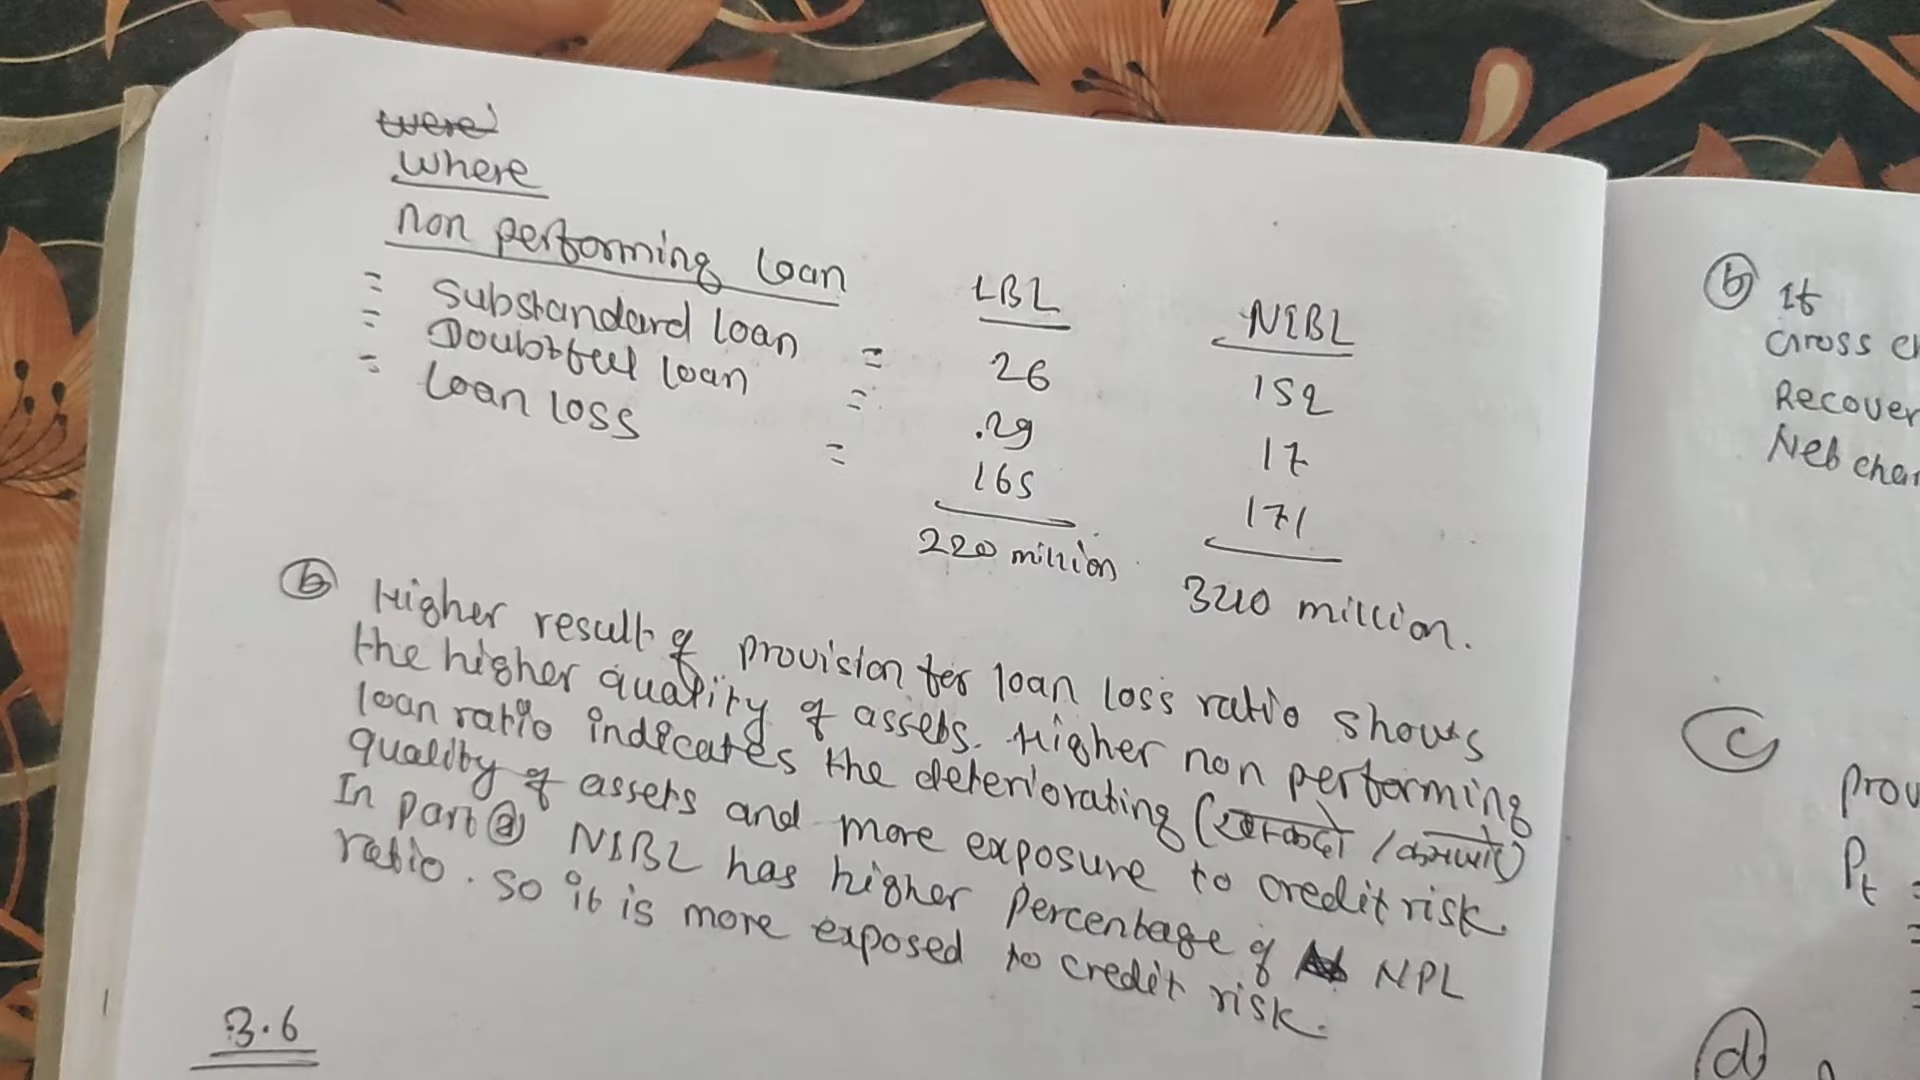 were
where
non performing loan
LBL NIBL
= Substandard loan = 26 152
= Doubtful loan = .29 17
= Loan loss = 165 171
220 million 340 million.
(b) Higher result of provision for loan loss ratio shows
the higher quality of assets. Higher non performing
loan ratio indicates the deteriorating
quality of assets and more exposure to credit risk.
In part (a) NIBL has higher percentage of NPL
ratio. so it is more exposed to credit risk.
3.6
(b) If
Gross ch
Recover
Net char
(c)
prov
Pt =
=
=
(d)